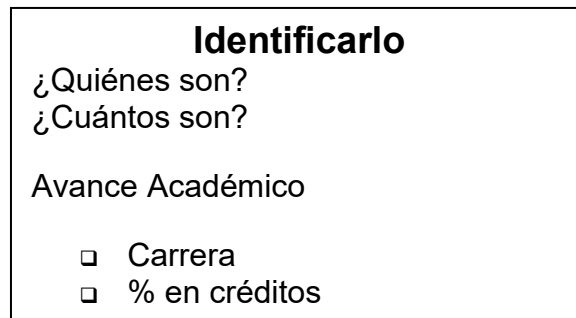 Identificarlo
¿Quiénes son?
¿Cuántos son?
Avance Académico
❑ Carrera
❑ % en créditos